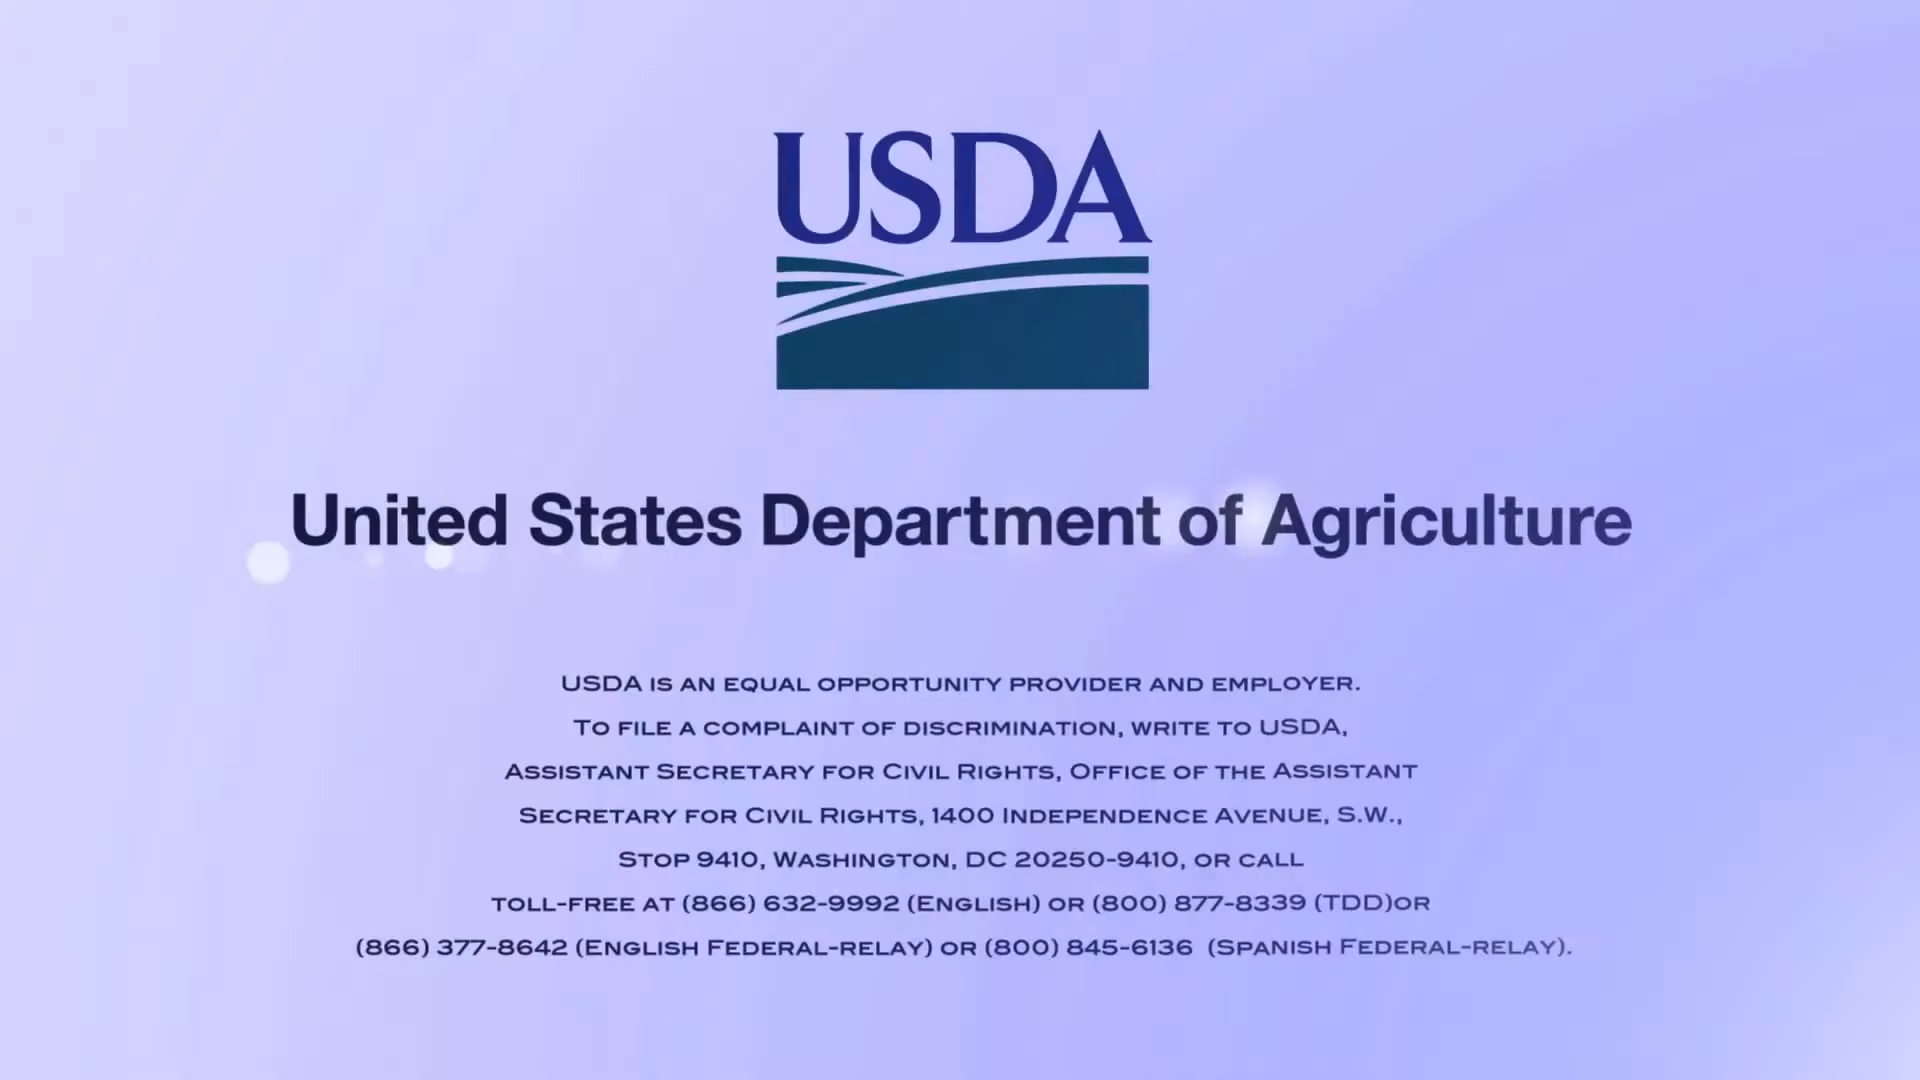 USDA
United States Department of Agriculture
USDA is an equal opportunity provider and employer.
To file a complaint of discrimination, write to USDA,
Assistant Secretary for Civil Rights, Office of the Assistant
Secretary for Civil Rights, 1400 Independence Avenue, S.W.,
Stop 9410, Washington, DC 20250-9410, or call
toll-free at (866) 632-9992 (English) or (800) 877-8339 (TDD)or
(866) 377-8642 (English Federal-relay) or (800) 845-6136 (Spanish Federal-relay).